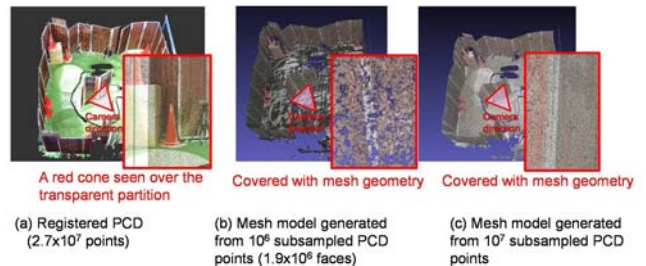 Camera
direction
Camera
direction
Camera
direction
A red cone seen over the
transparent partition
Covered with mesh geometry
Covered with mesh geometry
(a) Registered PCD
(2.7x10⁷ points)
(b) Mesh model generated
from 10⁶ subsampled PCD
points (1.9x10⁶ faces)
(c) Mesh model generated
from 10⁷ subsampled PCD
points